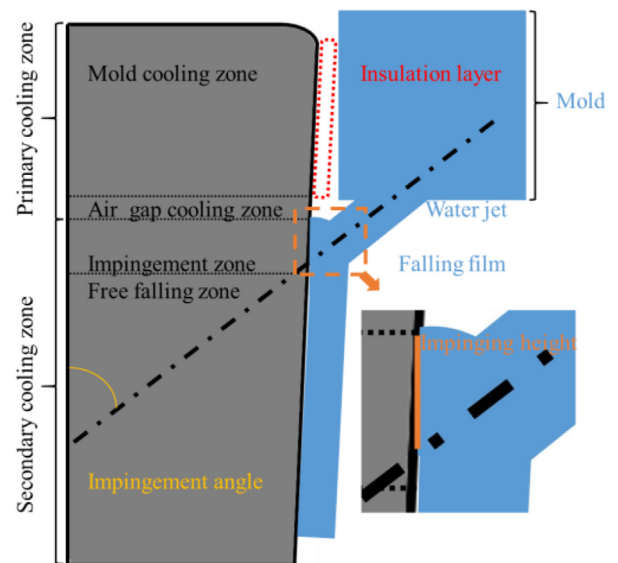 Primary cooling zone
Secondary cooling zone
Mold cooling zone
Insulation layer
Mold
Air gap cooling zone
Water jet
Impingement zone
Falling film
Free falling zone
Impinging height
Impingement angle